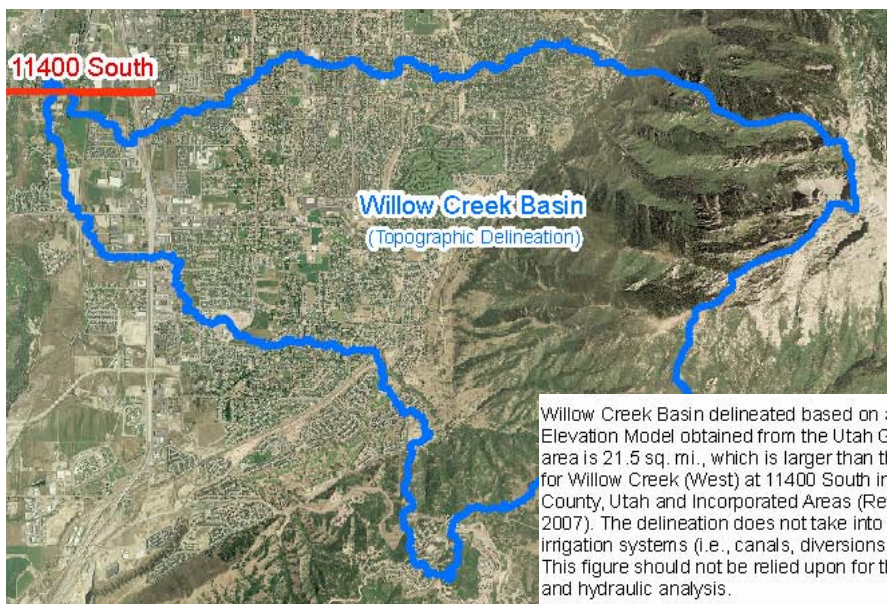 11400 South
Willow Creek Basin
(Topographic Delineation)
Willow Creek Basin delineated based on a
Elevation Model obtained from the Utah G
area is 21.5 sq. mi., which is larger than th
for Willow Creek (West) at 11400 South in
County, Utah and Incorporated Areas (Re
2007). The delineation does not take into
irrigation systems (i.e., canals, diversions
This figure should not be relied upon for th
and hydraulic analysis.